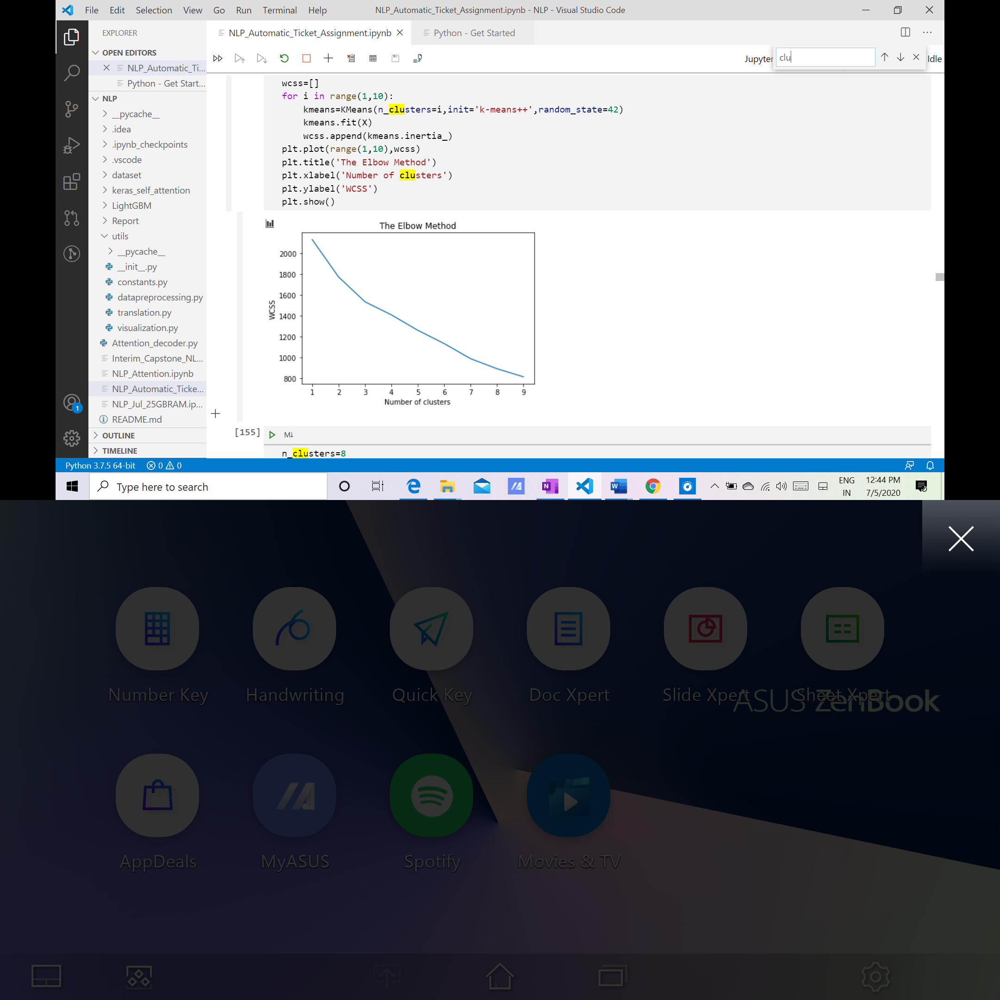 File Edit Selection View Go Run Terminal Help NLP_Automatic_Ticket_Assignment.ipynb - NLP - Visual Studio Code
EXPLORER
NLP_Automatic_Ticket_Assignment.ipynb
Python - Get Started
OPEN EDITORS
NLP_Automatic_Ti...
Python - Get Start...
Jupyter
clu
Idle
NLP
__pycache__
.idea
.ipynb_checkpoints
.vscode
dataset
keras_self_attention
LightGBM
Report
utils
__pycache__
__init__.py
constants.py
datapreprocessing.py
translation.py
visualization.py
Attention_decoder.py
Interim_Capstone_NL...
NLP_Attention.ipynb
NLP_Automatic_Ticke...
NLP_Jul_25GBRAM.ip...
README.md
OUTLINE
TIMELINE
wcss=[]
for i in range(1,10):
    kmeans=KMeans(n_clusters=i,init='k-means++',random_state=42)
    kmeans.fit(X)
    wcss.append(kmeans.inertia_)
plt.plot(range(1,10),wcss)
plt.title('The Elbow Method')
plt.xlabel('Number of clusters')
plt.ylabel('WCSS')
plt.show()
The Elbow Method
WCSS
2000
1800
1600
1400
1200
1000
800
1 2 3 4 5 6 7 8 9
Number of clusters
[155]
M↓
n_clusters=8
Python 3.7.5 64-bit 0 0
1
Type here to search
ENG
IN
12:44 PM
7/5/2020
Number Key Handwriting Quick Key Doc Xpert Slide Xpert Sheet Xpert
ASUS ZenBook
AppDeals MyASUS Spotify Movies & TV